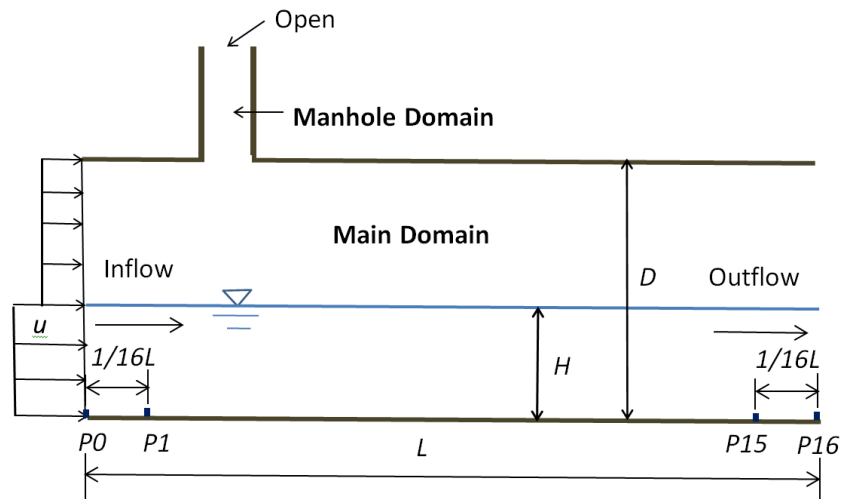 Open
Manhole Domain
Main Domain
Inflow
Outflow
D
u
H
1/16L
1/16L
P0
P1
L
P15
P16